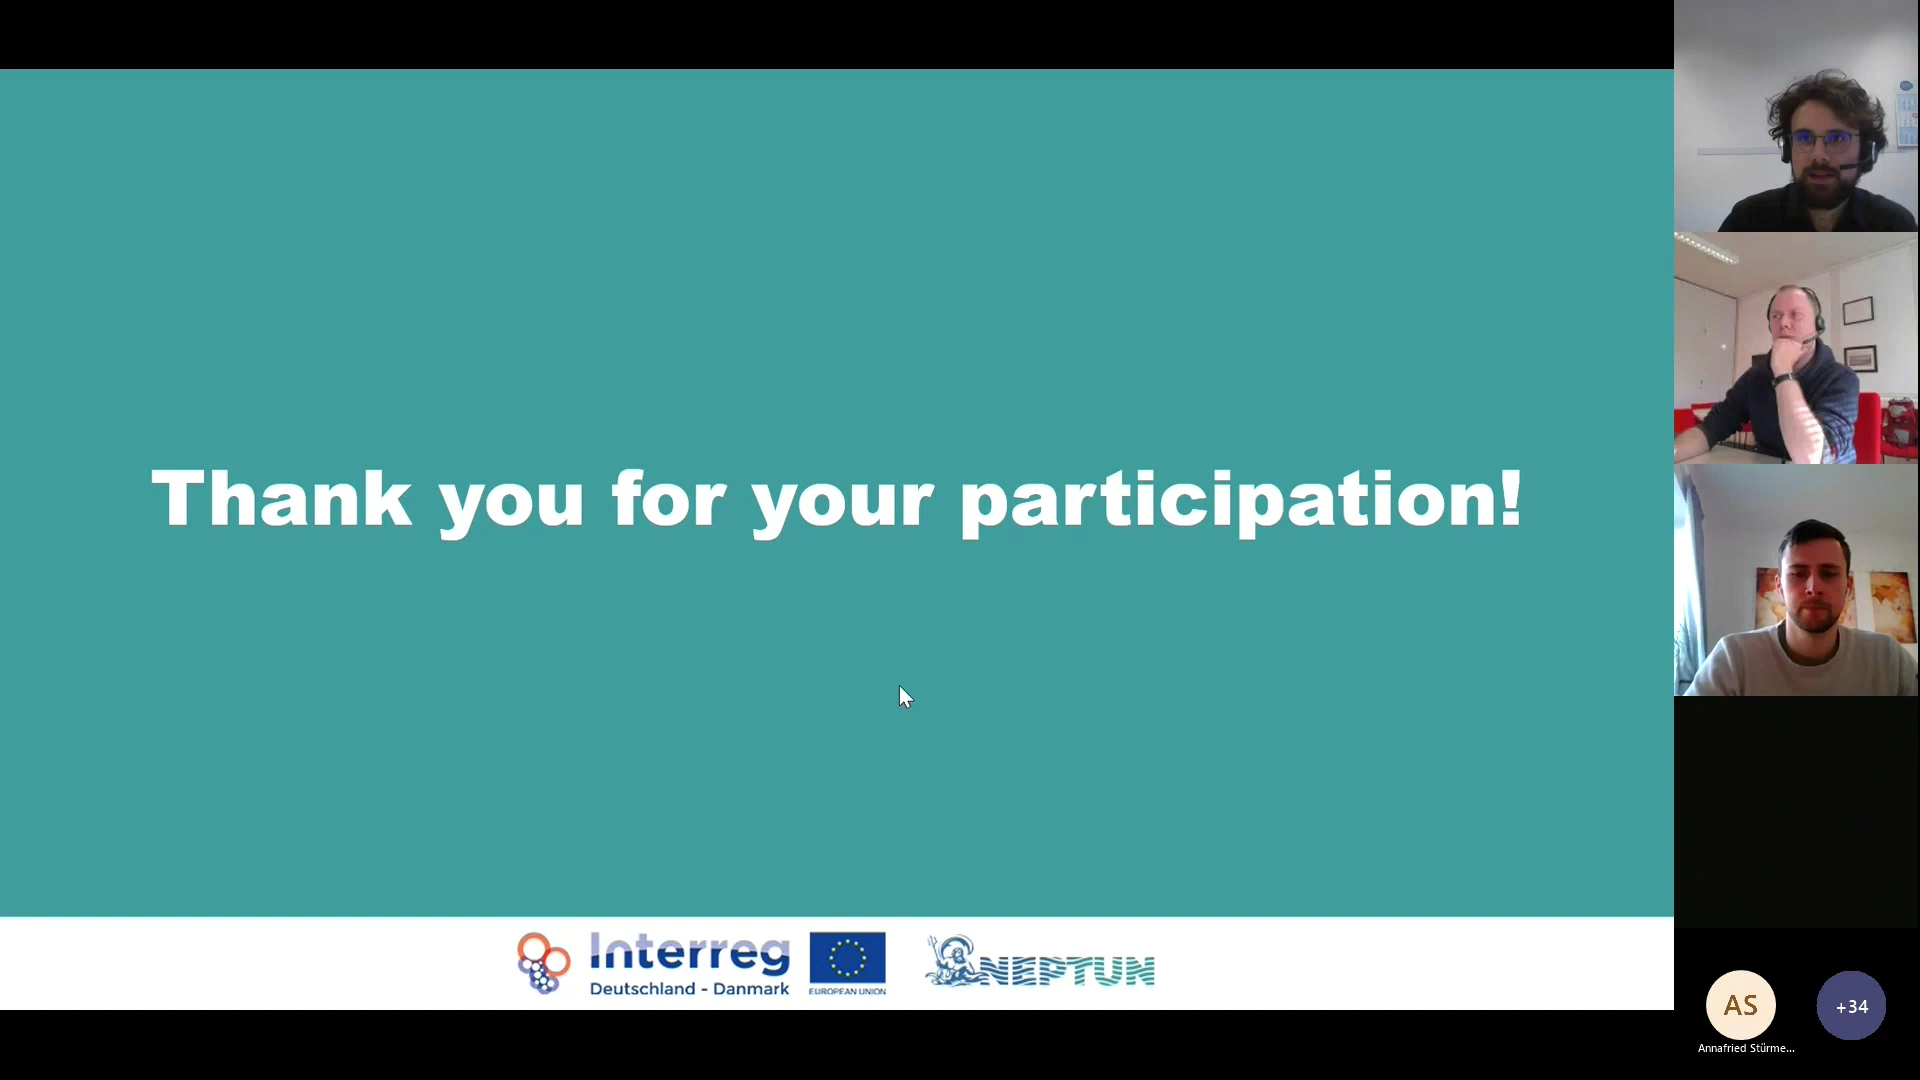 Thank you for your participation!
Interreg
Deutschland - Danmark
EUROPEAN UNION
NEPTUN
AS
+34
Annafried Stürme...